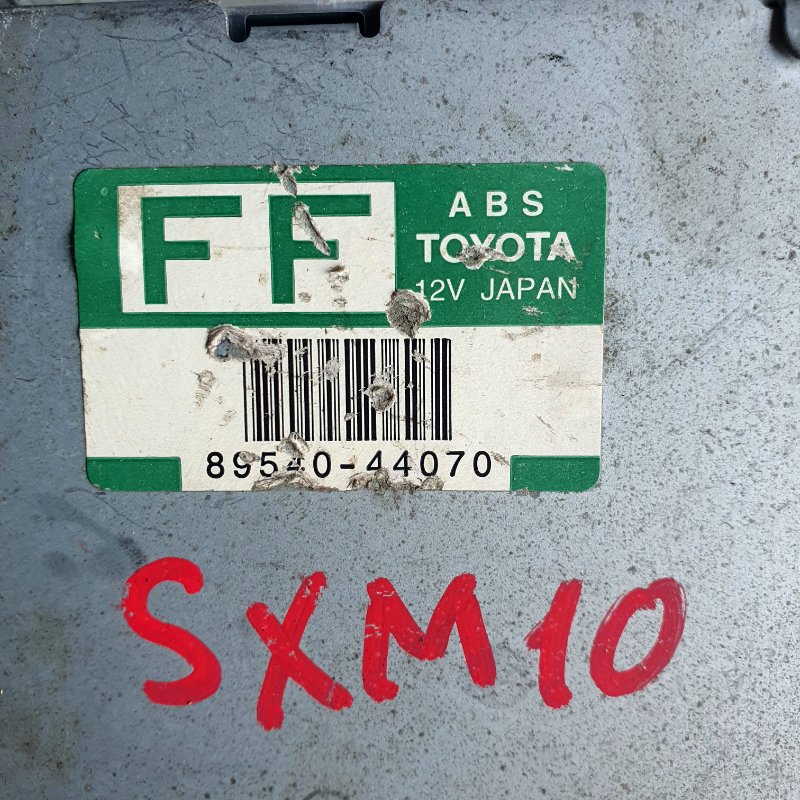 FF
ABS
TOYOTA
12V JAPAN
89540-44070
SXM10